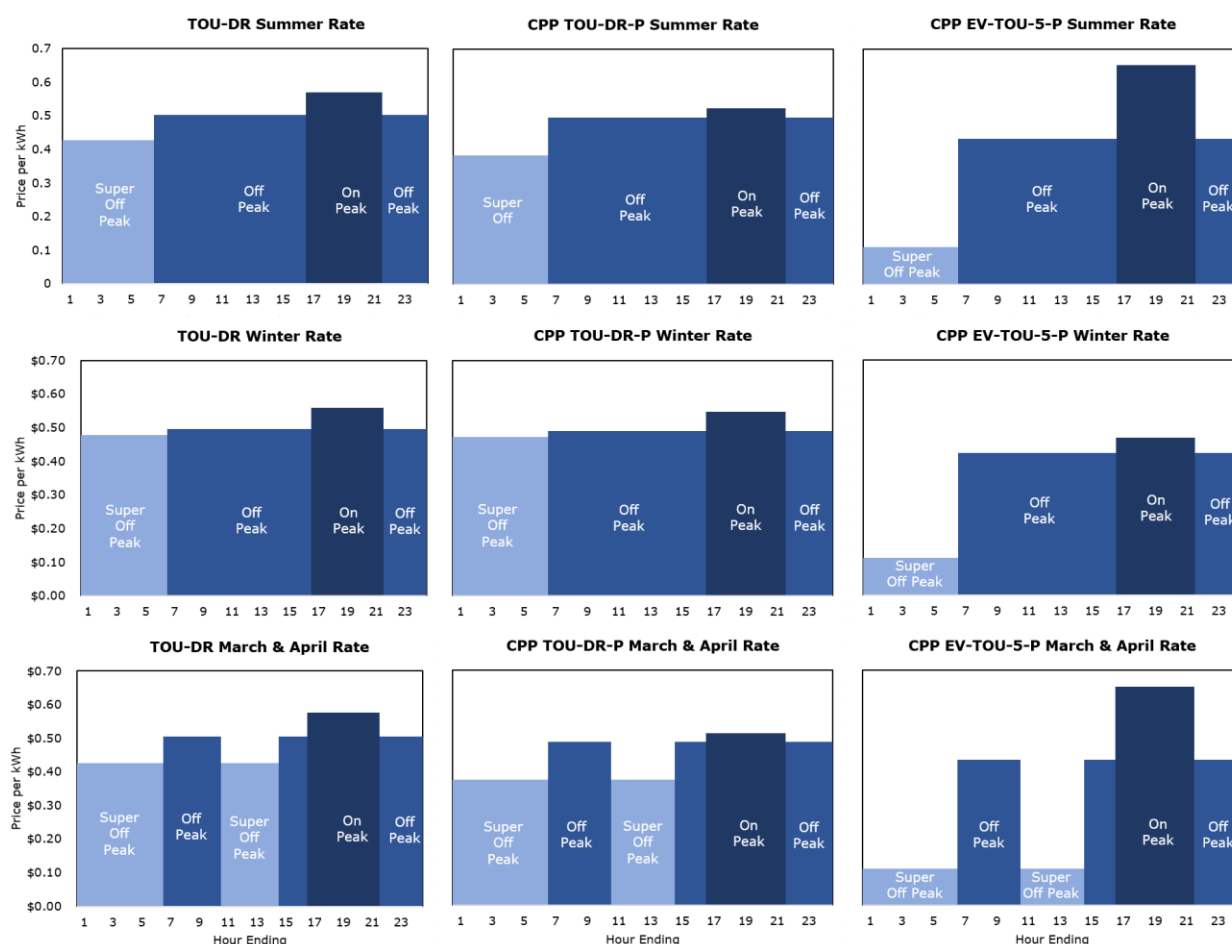 TOU-DR Summer Rate
CPP TOU-DR-P Summer Rate
CPP EV-TOU-5-P Summer Rate
Price per kWh
0.7
0.6
0.5
0.4
0.3
0.2
0.1
0
Super
Off
Peak
Off
Peak
On
Peak
Off
Peak
1 3 5 7 9 11 13 15 17 19 21 23
Super
Off
Off
Peak
On
Peak
Off
Peak
1 3 5 7 9 11 13 15 17 19 21 23
Super
Off Peak
Off
Peak
On
Peak
Off
Peak
1 3 5 7 9 11 13 15 17 19 21 23
TOU-DR Winter Rate
CPP TOU-DR-P Winter Rate
CPP EV-TOU-5-P Winter Rate
Price per kWh
$0.70
$0.60
$0.50
$0.40
$0.30
$0.20
$0.10
$0.00
Super
Off
Peak
Off
Peak
On
Peak
Off
Peak
1 3 5 7 9 11 13 15 17 19 21 23
Super
Off
Peak
Off
Peak
On
Peak
Off
Peak
1 3 5 7 9 11 13 15 17 19 21 23
Super
Off Peak
Off
Peak
On
Peak
Off
Peak
1 3 5 7 9 11 13 15 17 19 21 23
TOU-DR March & April Rate
CPP TOU-DR-P March & April Rate
CPP EV-TOU-5-P March & April Rate
Price per kWh
$0.70
$0.60
$0.50
$0.40
$0.30
$0.20
$0.10
$0.00
Super
Off
Peak
Off
Peak
Super
Off
Peak
On
Peak
Off
Peak
1 3 5 7 9 11 13 15 17 19 21 23
Hour Ending
Super
Off
Peak
Off
Peak
Super
Off
Peak
On
Peak
Off
Peak
1 3 5 7 9 11 13 15 17 19 21 23
Hour Ending
Super
Off Peak
Off
Peak
Super
Off Peak
On
Peak
Off
Peak
1 3 5 7 9 11 13 15 17 19 21 23
Hour Ending